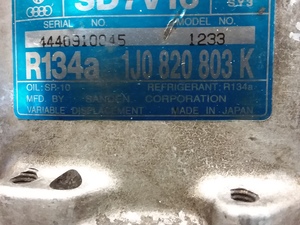 SD7V16
SERIAL NO. MODEL NO.
4440910045 1233
R134a 1J0 820 803 K
OIL: SP-10 REFRIGERANT: R134a
MFD BY: SANDEN CORPORATION
VARIABLE DISPLACEMENT MADE IN JAPAN